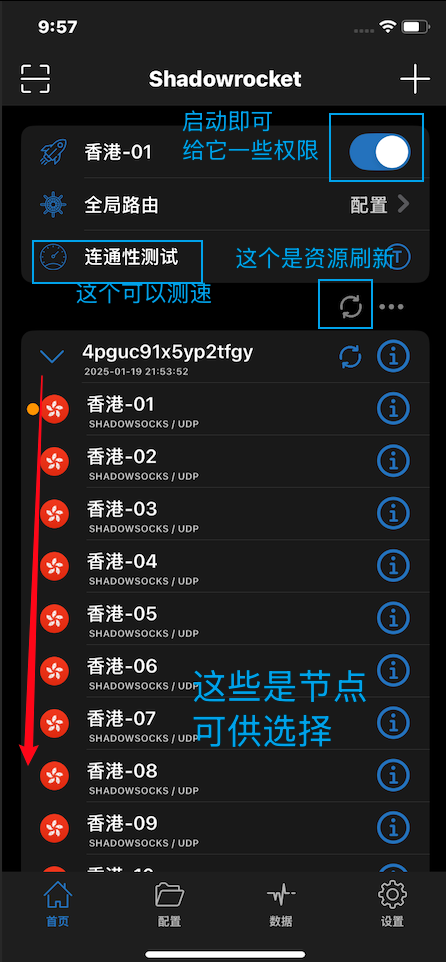 9:57
Shadowrocket
启动即可
给它一些权限
香港-01
全局路由
配置
连通性测试
这个是资源刷新
T
这个可以测速
4pguc91x5yp2tfgy
2025-01-19 21:53:52
香港-01
SHADOWSOCKS / UDP
香港-02
SHADOWSOCKS / UDP
香港-03
SHADOWSOCKS / UDP
香港-04
SHADOWSOCKS / UDP
香港-05
SHADOWSOCKS / UDP
香港-06
SHADOWSOCKS / UDP
这些是节点
可供选择
香港-07
SHADOWSOCKS / UDP
香港-08
SHADOWSOCKS / UDP
香港-09
SHADOWSOCKS / UDP
首页
配置
数据
设置